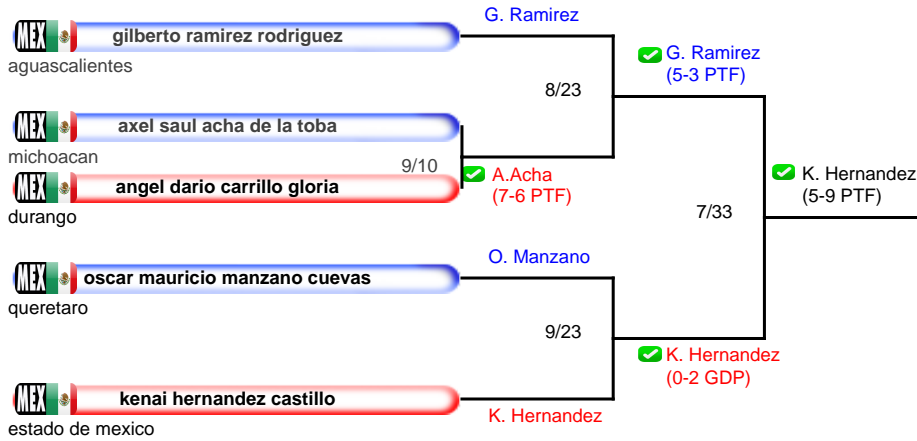 G. Ramirez
MEX gilberto ramirez rodriguez
aguascalientes
G. Ramirez
(5-3 PTF)
8/23
MEX axel saul acha de la toba
michoacan
9/10
A.Acha
(7-6 PTF)
MEX angel dario carrillo gloria
durango
K. Hernandez
(5-9 PTF)
7/33
O. Manzano
MEX oscar mauricio manzano cuevas
queretaro
9/23
K. Hernandez
(0-2 GDP)
MEX kenai hernandez castillo
K. Hernandez
estado de mexico